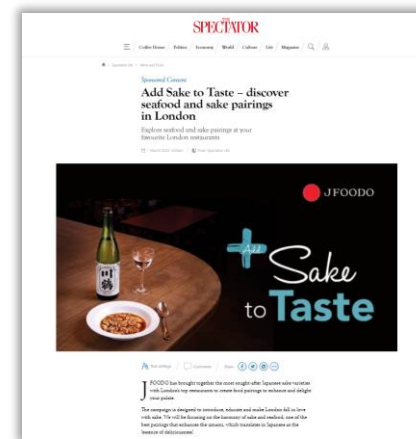 THE
SPECTATOR
Coffee House Politics Economy World Culture Life Magazine
Sponsored Content
Add Sake to Taste – discover
seafood and sake pairings
in London
Explore seafood and sake pairings at your
favourite London restaurants
JFOODO
+ Add Sake
to Taste
川鶴
Comments Share
JFOODO has brought together the most sought-after Japanese sake varieties
with London's top restaurants to create food pairings to enhance and delight
your palate.
The campaign is designed to introduce, educate and make London fall in love
with sake. We will be focusing on the harmony of sake and seafood, one of the
best pairings that enhances the umami, which translates in Japanese as the
'essence of deliciousness'.